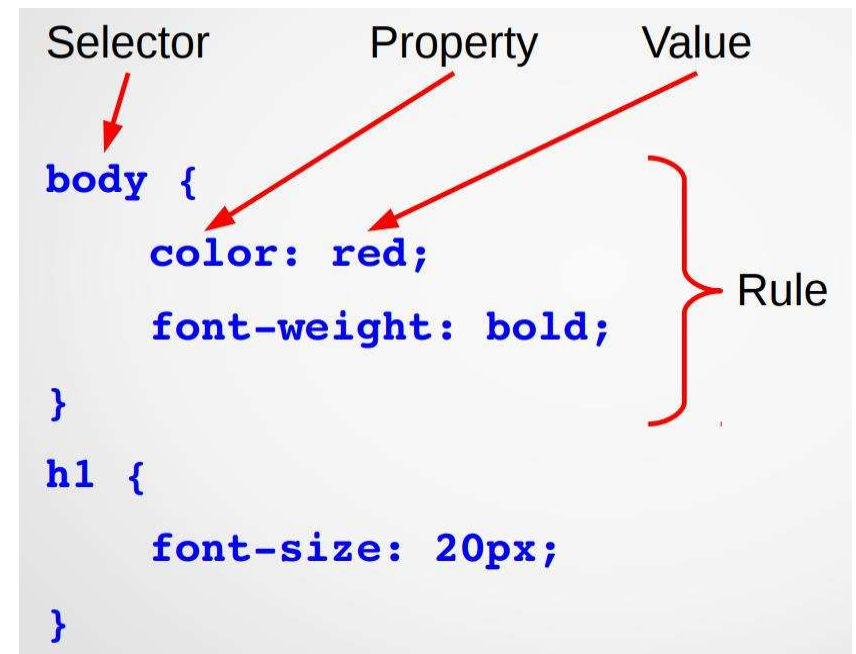 Selector Property Value
body {
color: red;
font-weight: bold;
Rule
}
h1 {
font-size: 20px;
}